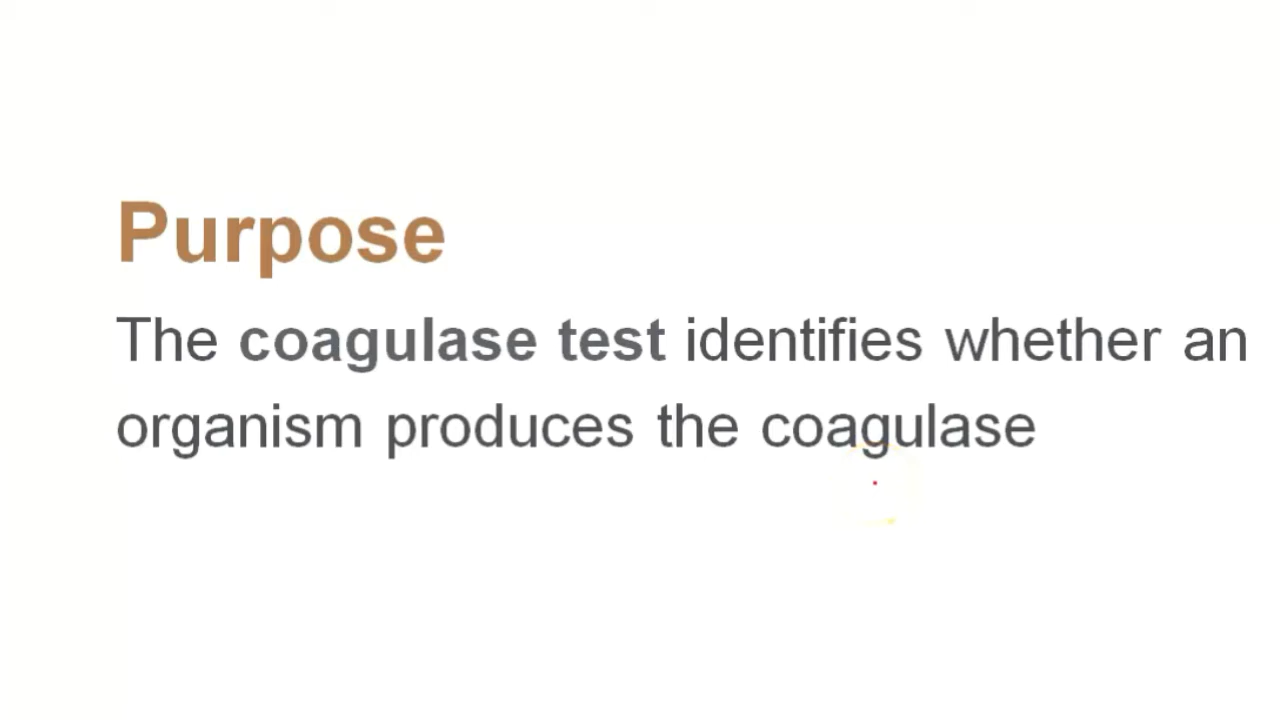 Purpose
The coagulase test identifies whether an
organism produces the coagulase